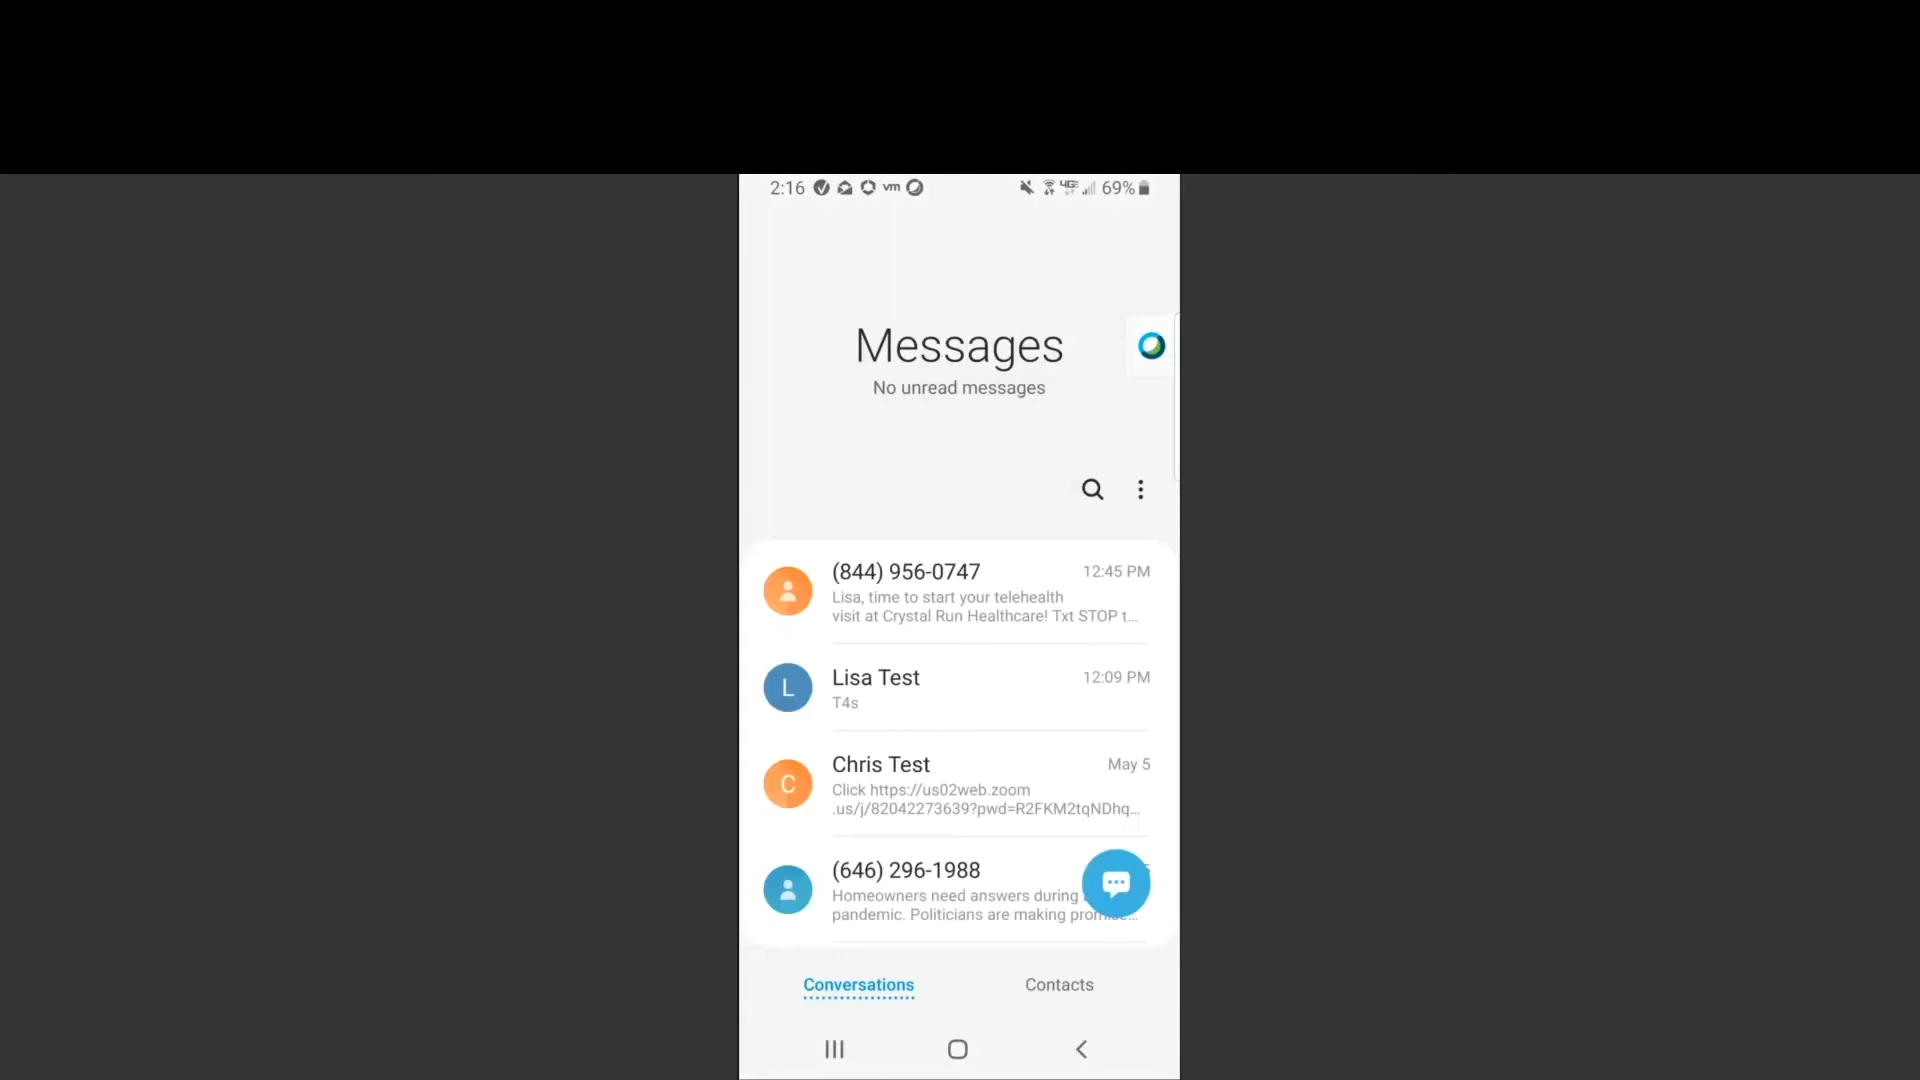 2:16 vm 4GE 69%
Messages
No unread messages
(844) 956-0747 12:45 PM
Lisa, time to start your telehealth
visit at Crystal Run Healthcare! Txt STOP t...
L Lisa Test 12:09 PM
T4s
C Chris Test May 5
Click https://us02web.zoom
.us/j/82042273639?pwd=R2FKM2tqNDhq...
(646) 296-1988
Homeowners need answers during
pandemic. Politicians are making promise...
Conversations Contacts